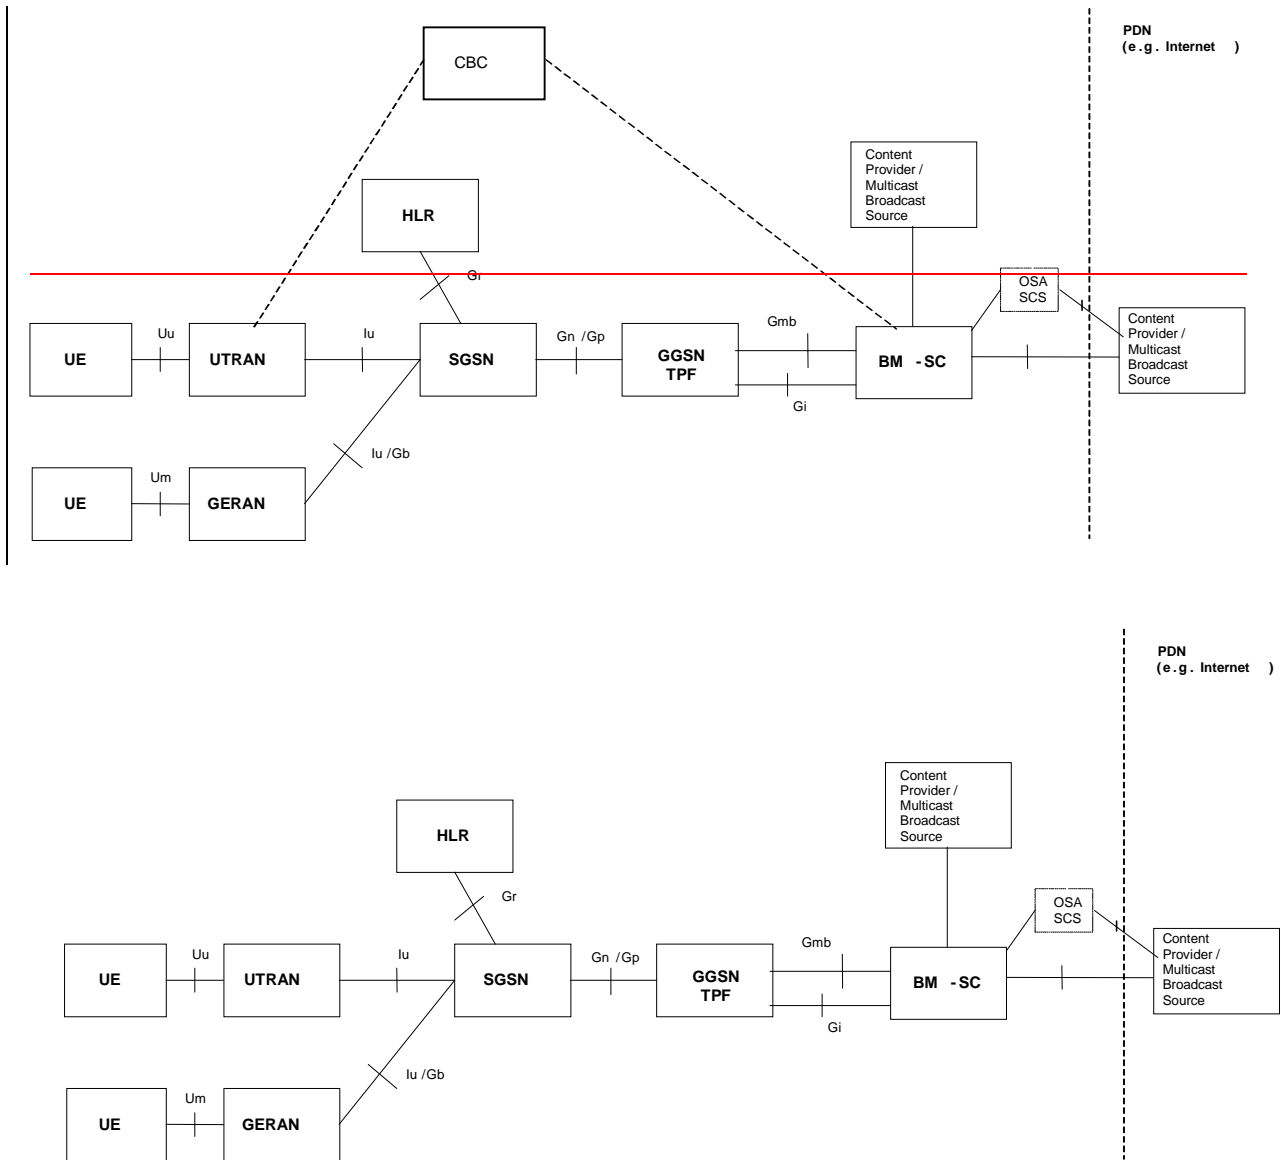 PDN
(e.g. Internet )
CBC
Content
Provider /
Multicast
Broadcast
Source
HLR
Gr
OSA
SCS
Content
Provider /
Multicast
Broadcast
Source
UE
Uu
UTRAN
Iu
SGSN
Gn /Gp
GGSN
TPF
Gmb
Gi
BM -SC
Iu /Gb
UE
Um
GERAN
PDN
(e.g. Internet )
Content
Provider /
Multicast
Broadcast
Source
HLR
Gr
OSA
SCS
Content
Provider /
Multicast
Broadcast
Source
UE
Uu
UTRAN
Iu
SGSN
Gn /Gp
GGSN
TPF
Gmb
Gi
BM -SC
Iu /Gb
UE
Um
GERAN